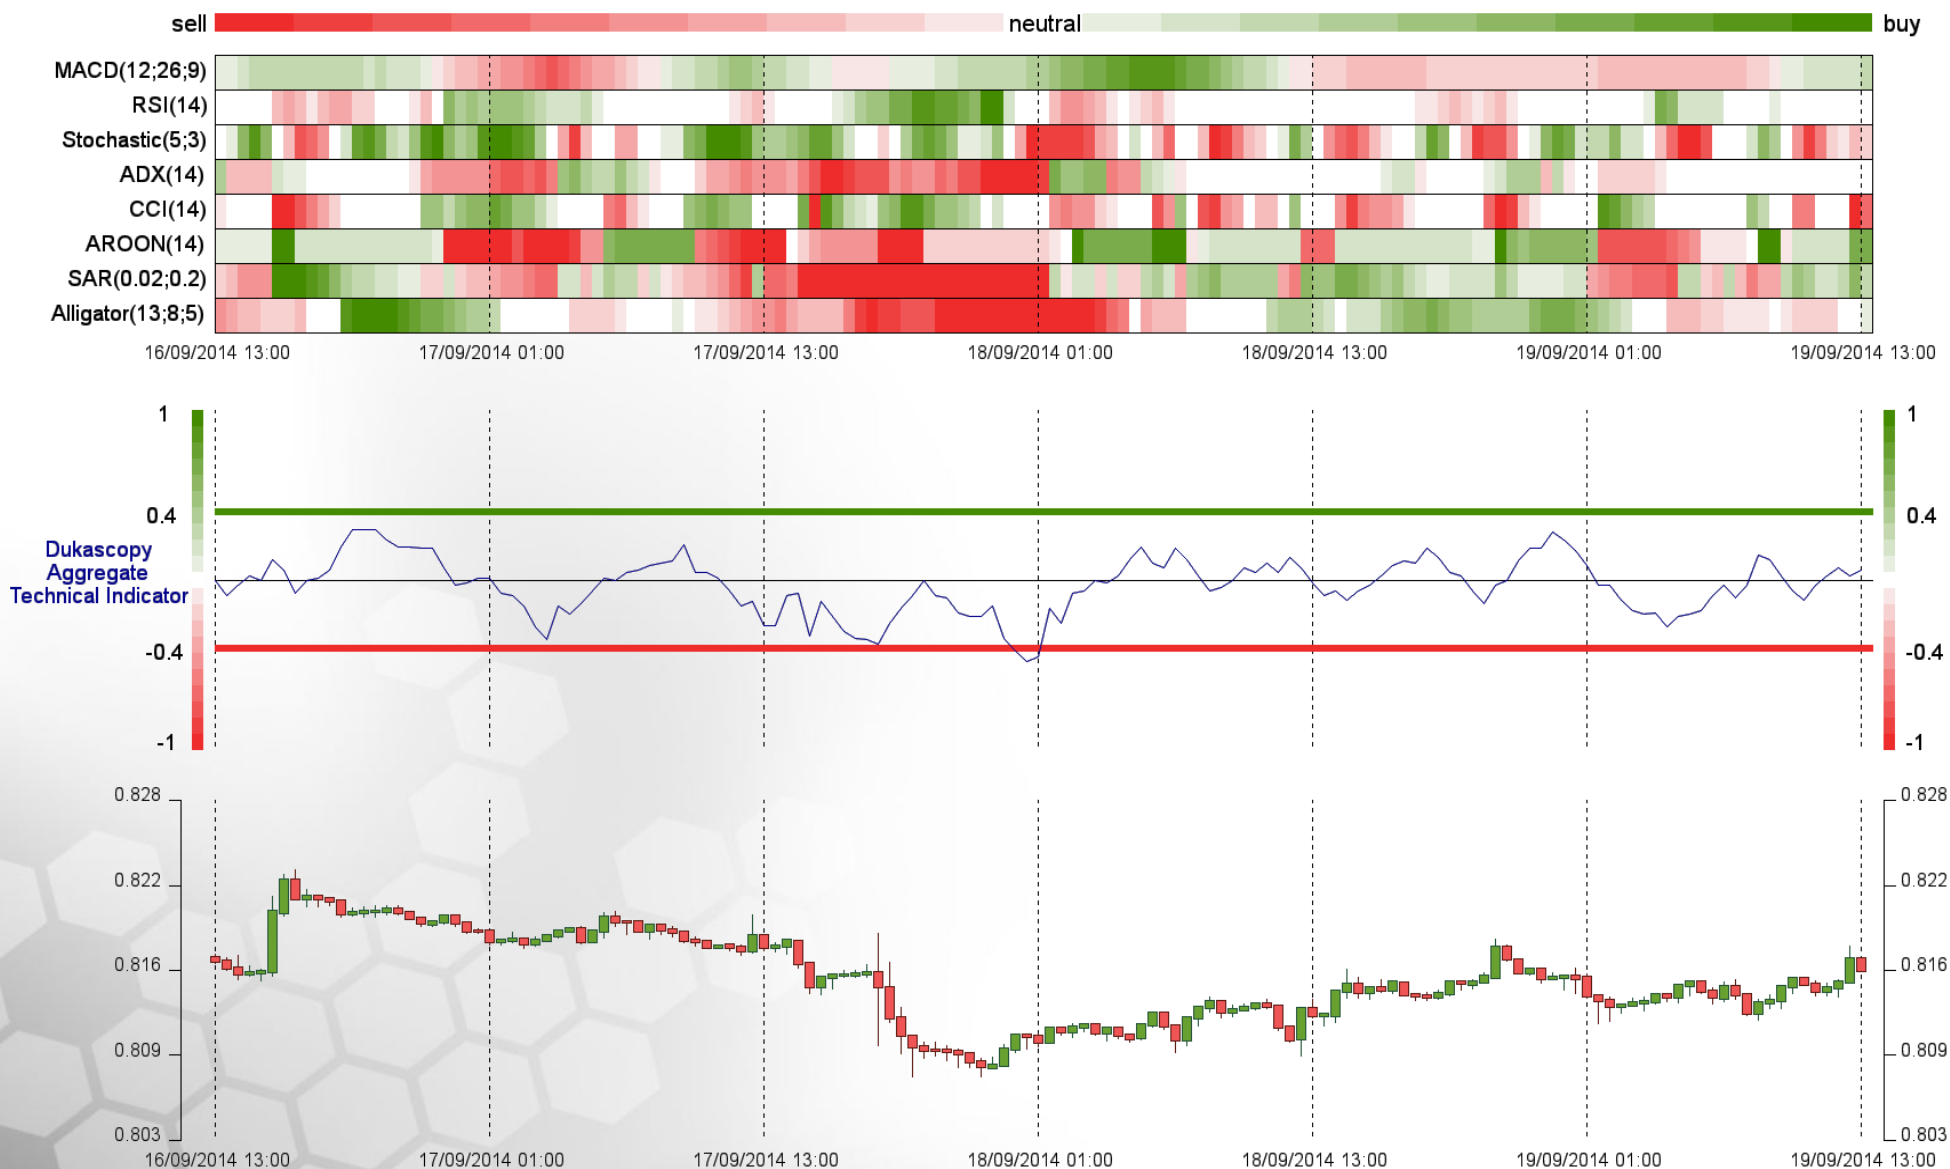 sell neutral buy
MACD(12;26;9)
RSI(14)
Stochastic(5;3)
ADX(14)
CCI(14)
AROON(14)
SAR(0.02;0.2)
Alligator(13;8;5)
16/09/2014 13:00 17/09/2014 01:00 17/09/2014 13:00 18/09/2014 01:00 18/09/2014 13:00 19/09/2014 01:00 19/09/2014 13:00
1 1
0.4 0.4
Dukascopy
Aggregate
Technical Indicator
-0.4 -0.4
-1 -1
0.828 0.828
0.822 0.822
0.816 0.816
0.809 0.809
0.803 0.803
16/09/2014 13:00 17/09/2014 01:00 17/09/2014 13:00 18/09/2014 01:00 18/09/2014 13:00 19/09/2014 01:00 19/09/2014 13:00